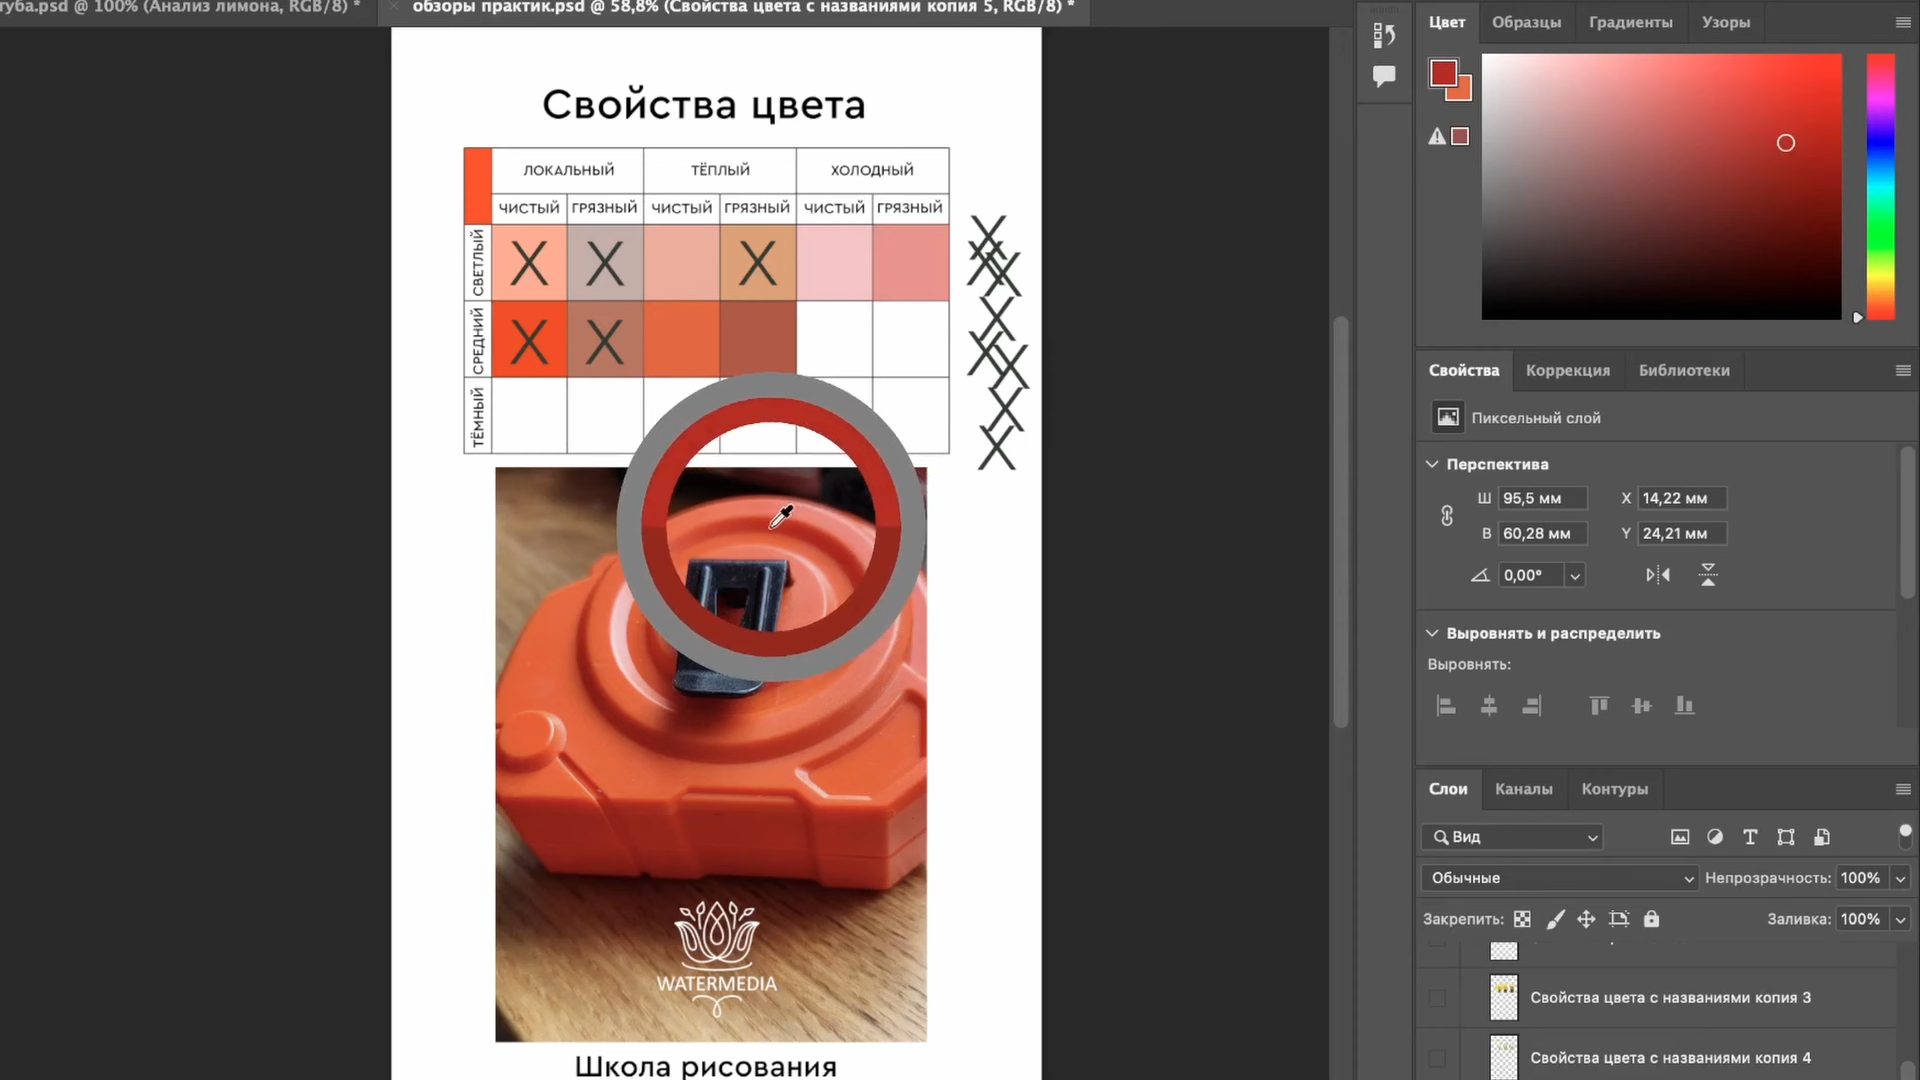 губа.psd @ 100% (Анализ лимона, RGB/8) *
обзоры практик.psd @ 58,8% (Свойства цвета с названиями копия 5, RGB/8) *
Свойства цвета
ЛОКАЛЬНЫЙ ТЁПЛЫЙ ХОЛОДНЫЙ
ЧИСТЫЙ ГРЯЗНЫЙ ЧИСТЫЙ ГРЯЗНЫЙ ЧИСТЫЙ ГРЯЗНЫЙ
СВЕТЛЫЙ X X X
СРЕДНИЙ X X
ТЁМНЫЙ
WATERMEDIA
Школа рисования
Цвет Образцы Градиенты Узоры
Свойства Коррекция Библиотеки
Пиксельный слой
Перспектива
Ш 95,5 мм X 14,22 мм
В 60,28 мм Y 24,21 мм
0,00°
Выровнять и распределить
Выровнять:
Слои Каналы Контуры
Вид
Обычные Непрозрачность: 100%
Закрепить: Заливка: 100%
Свойства цвета с названиями копия 3
Свойства цвета с названиями копия 4